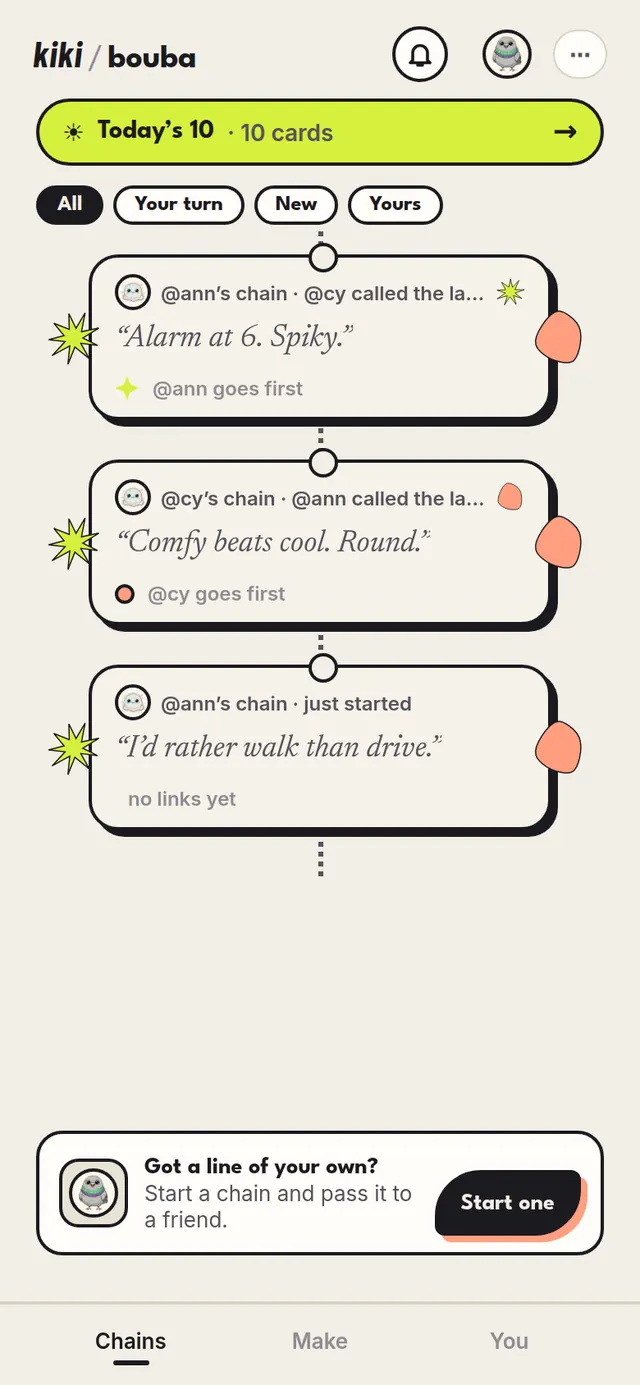 kiki / bouba
Today’s 10 · 10 cards →
All Your turn New Yours
@ann’s chain · @cy called the la...
“Alarm at 6. Spiky.”
@ann goes first
@cy’s chain · @ann called the la...
“Comfy beats cool. Round.”
@cy goes first
@ann’s chain · just started
“I’d rather walk than drive.”
no links yet
Got a line of your own?
Start a chain and pass it to
a friend.
Start one
Chains Make You